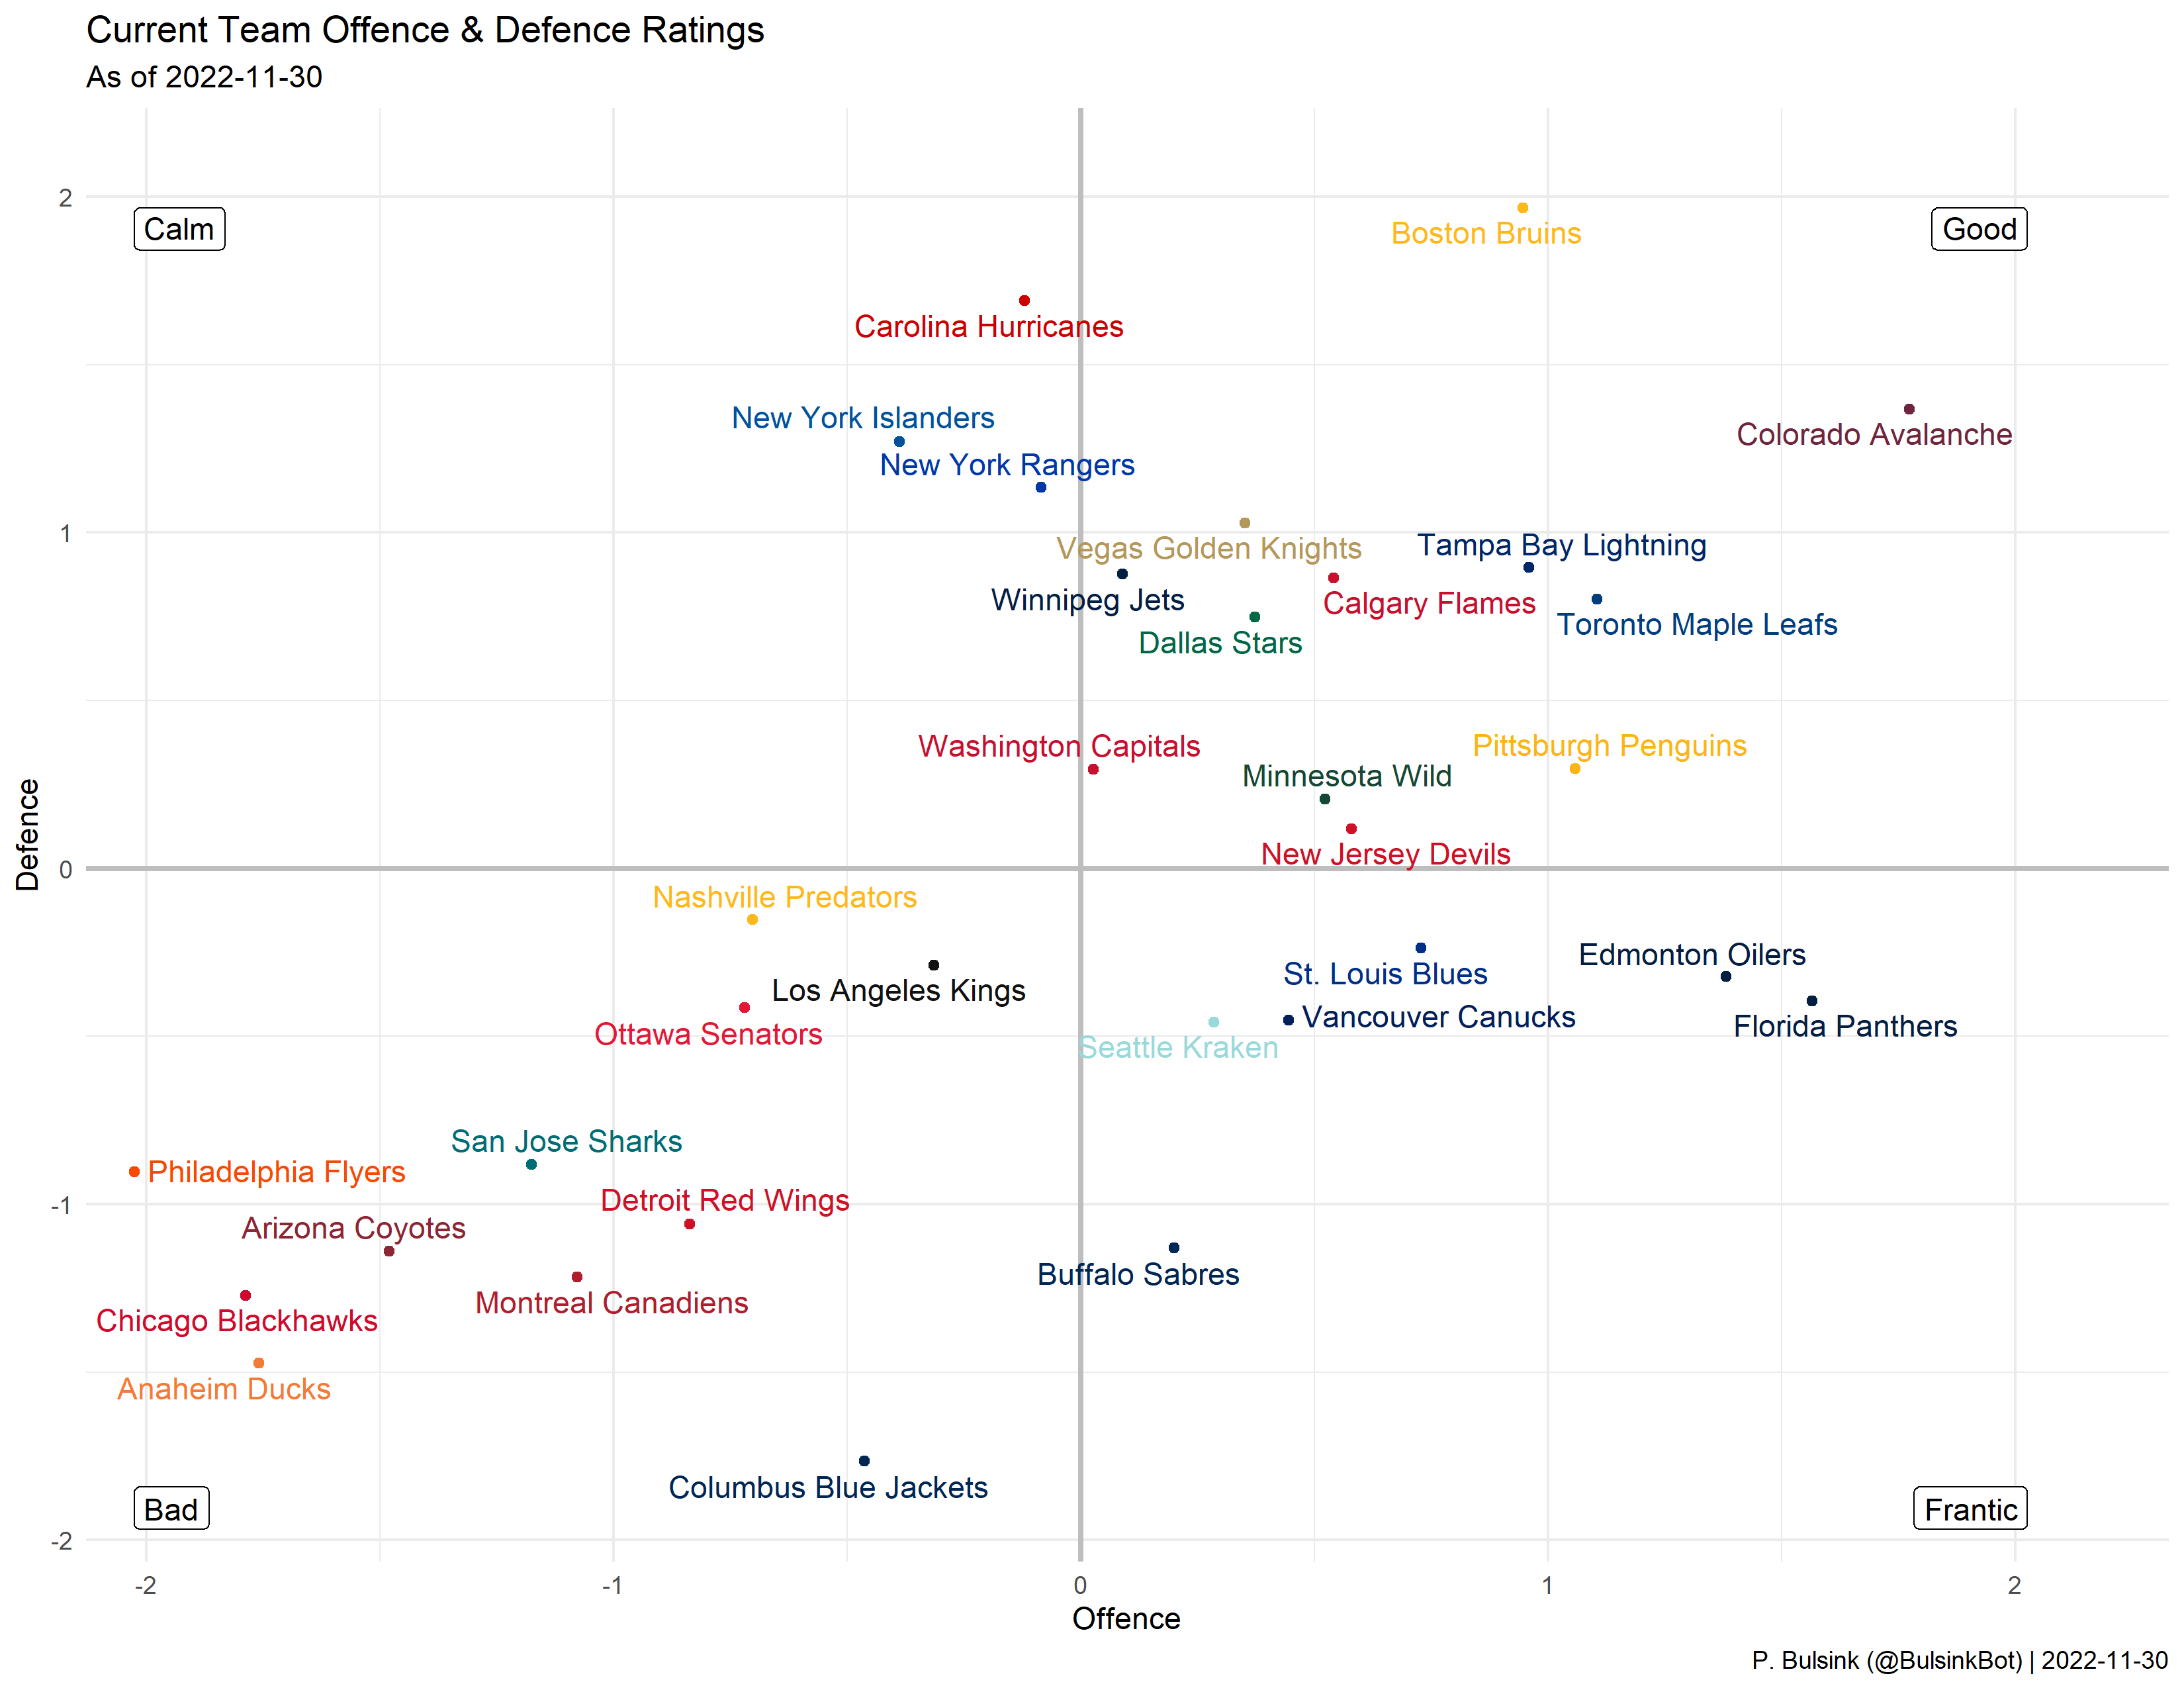 Current Team Offence & Defence Ratings
As of 2022-11-30
2
Calm
Good
Boston Bruins
Carolina Hurricanes
New York Islanders
Colorado Avalanche
New York Rangers
1
Vegas Golden Knights
Tampa Bay Lightning
Winnipeg Jets
Calgary Flames
Toronto Maple Leafs
Dallas Stars
Washington Capitals
Pittsburgh Penguins
Minnesota Wild
New Jersey Devils
Defence
0
Nashville Predators
Edmonton Oilers
St. Louis Blues
Los Angeles Kings
Vancouver Canucks
Florida Panthers
Ottawa Senators
Seattle Kraken
San Jose Sharks
Philadelphia Flyers
Detroit Red Wings
-1
Arizona Coyotes
Buffalo Sabres
Montreal Canadiens
Chicago Blackhawks
Anaheim Ducks
Columbus Blue Jackets
Bad
Frantic
-2
-2 -1 0 1 2
Offence
P. Bulsink (@BulsinkBot) | 2022-11-30